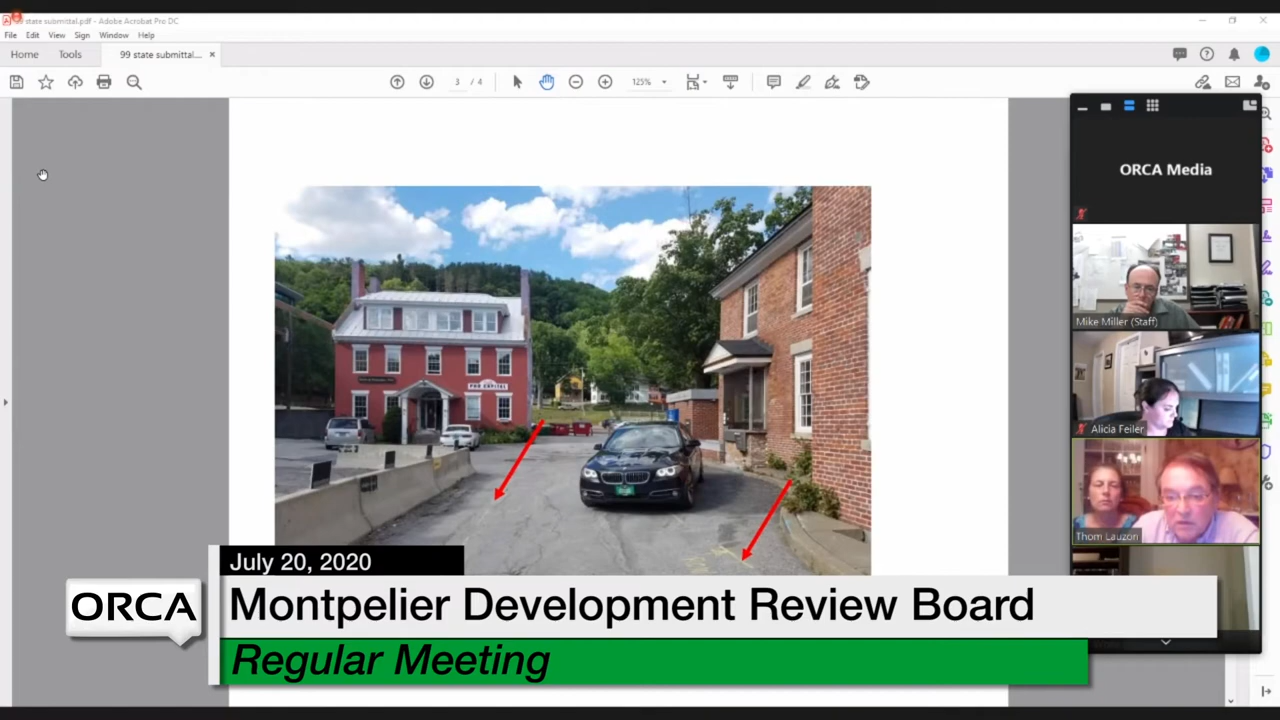 99 state submittal.pdf - Adobe Acrobat Pro DC
File Edit View Sign Window Help
Home Tools 99 state submittal... ×
3 / 4 125%
ORCA Media
Mike Miller (Staff)
Alicia Feiler
Thom Lauzon
July 20, 2020
ORCA
Montpelier Development Review Board
Regular Meeting